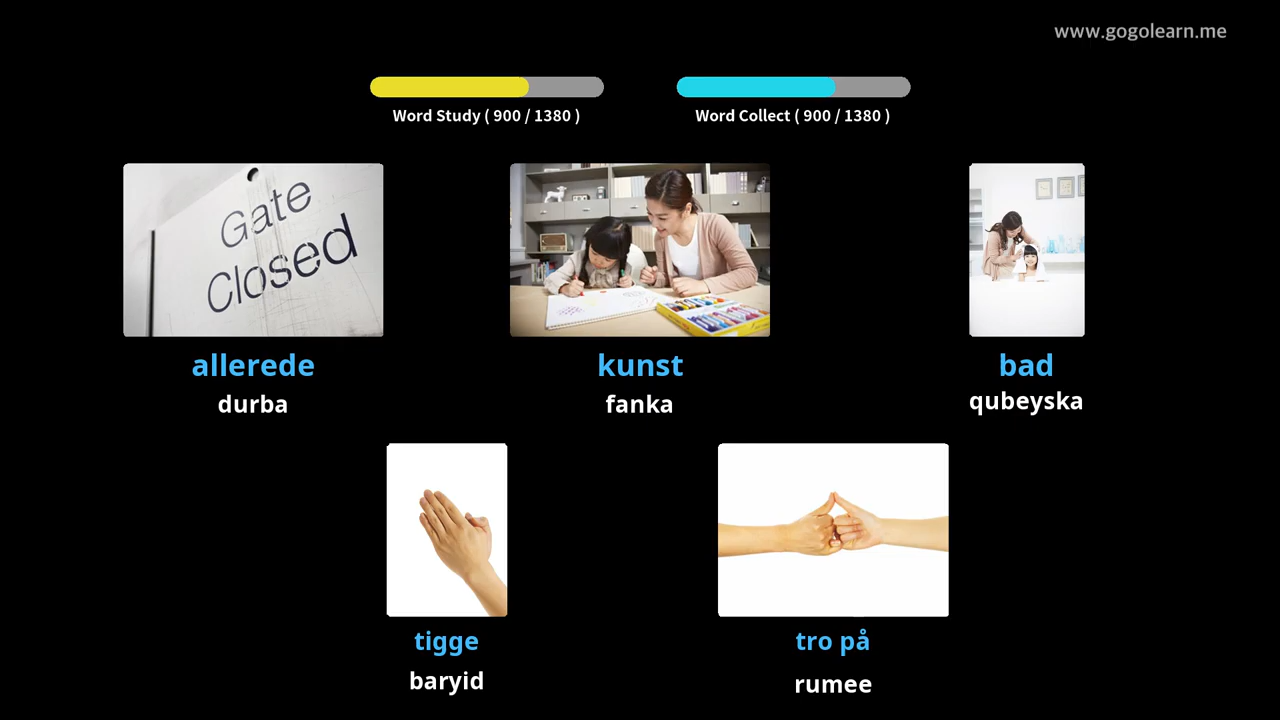 www.gogolearn.me
Word Study ( 900 / 1380 )
Word Collect ( 900 / 1380 )
Gate
Closed
allerede
durba
kunst
fanka
bad
qubeyska
tigge
baryid
tro på
rumee